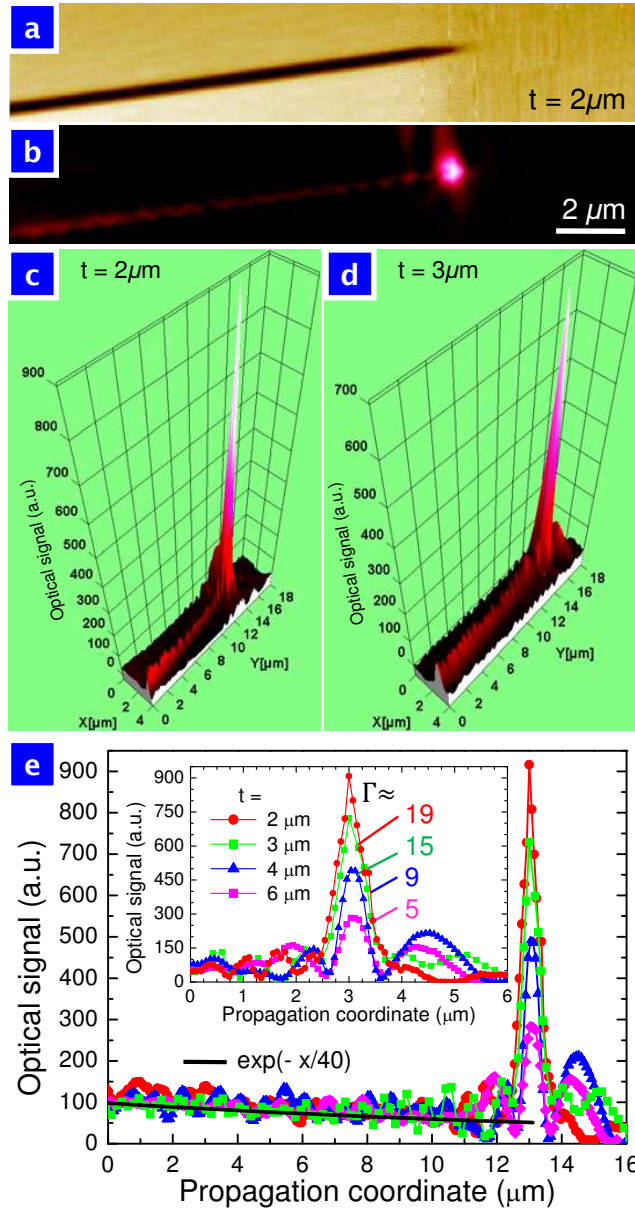 a
t = 2μm
b
2 μm
c
t = 2μm
900
800
700
600
500
400
300
200
100
0
Optical signal (a.u.)
0
2
4
X[μm]
0
2
4
6
8
10
12
14
16
18
Y[μm]
d
t = 3μm
700
600
500
400
300
200
100
0
Optical signal (a.u.)
0
2
4
X[μm]
0
2
4
6
8
10
12
14
16
18
Y[μm]
e
900
800
700
600
500
400
300
200
100
0
Optical signal (a.u.)
900
750
600
450
300
150
0
Optical signal (a.u.)
t =
2 μm
3 μm
4 μm
6 μm
Γ≈
19
15
9
5
0 1 2 3 4 5 6
Propagation coordinate (μm)
exp(- x/40)
0 2 4 6 8 10 12 14 16
Propagation coordinate (μm)